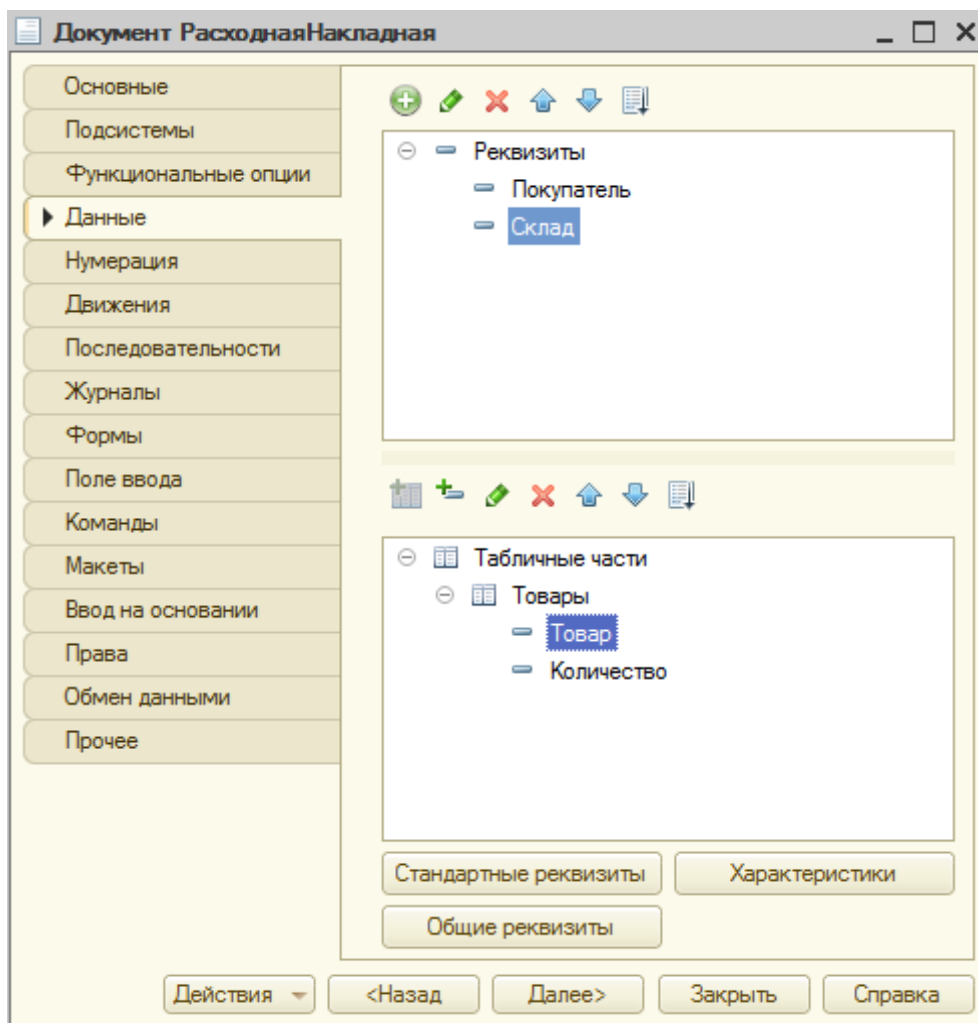 Документ РасходнаяНакладная
Основные
Подсистемы
Функциональные опции
Данные
Нумерация
Движения
Последовательности
Журналы
Формы
Поле ввода
Команды
Макеты
Ввод на основании
Права
Обмен данными
Прочее
Реквизиты
Покупатель
Склад
Табличные части
Товары
Товар
Количество
Стандартные реквизиты
Характеристики
Общие реквизиты
Действия
<Назад
Далее>
Закрыть
Справка